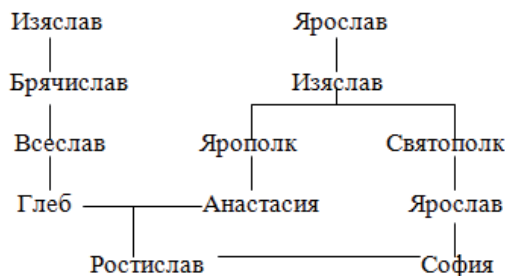 Изяслав Ярослав
Брячислав Изяслав
Всеслав Ярополк Святополк
Глеб Анастасия Ярослав
Ростислав София